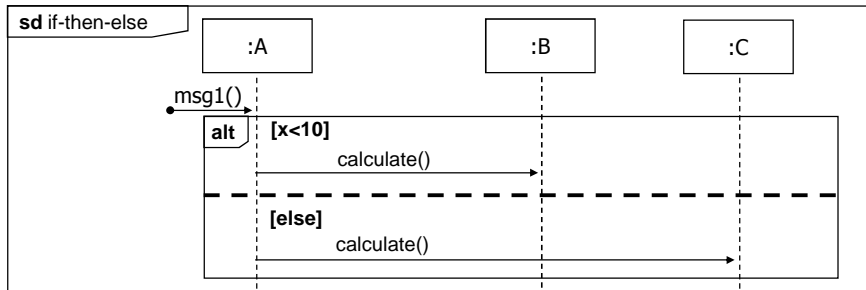 sd if-then-else
:A
:B
:C
msg1()
alt
[x<10]
calculate()
[else]
calculate()